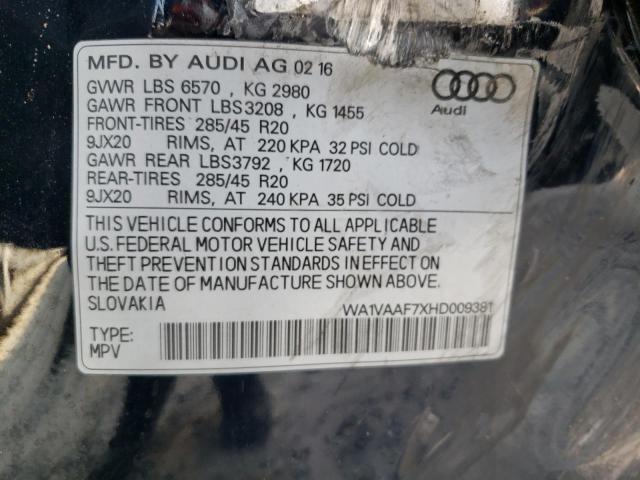 MFD. BY AUDI AG 02 16
GVWR LBS 6570 , KG 2980
GAWR FRONT LBS3208 , KG 1455
FRONT-TIRES 285/45 R20
9JX20 RIMS, AT 220 KPA 32 PSI COLD
GAWR REAR LBS3792 , KG 1720
REAR-TIRES 285/45 R20
9JX20 RIMS, AT 240 KPA 35 PSI COLD
THIS VEHICLE CONFORMS TO ALL APPLICABLE
U.S. FEDERAL MOTOR VEHICLE SAFETY AND
THEFT PREVENTION STANDARDS IN EFFECT ON
THE DATE OF MANUFACTURE SHOWN ABOVE.
SLOVAKIA
WA1VAAF7XHD009381
TYPE:
MPV
Audi